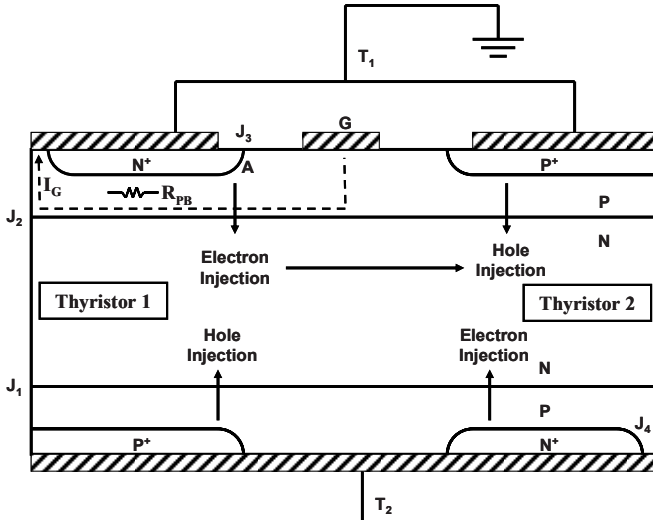 T1
J3
G
N+
A
P+
IG
RPB
P
J2
N
Electron
Injection
Hole
Injection
Thyristor 1
Thyristor 2
Hole
Injection
Electron
Injection
N
J1
P
J4
P+
N+
T2